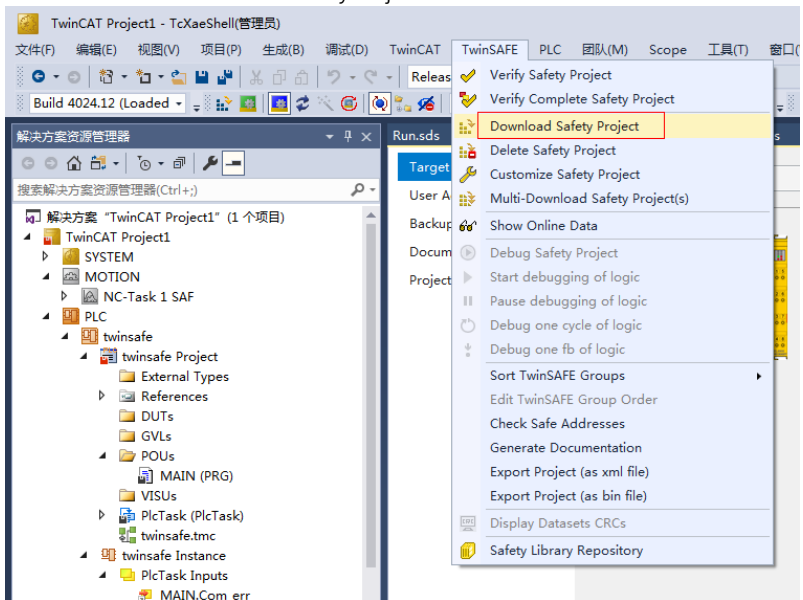 TwinCAT Project1 - TcXaeShell(管理员)
文件(F) 编辑(E) 视图(V) 项目(P) 生成(B) 调试(D) TwinCAT TwinSAFE PLC 团队(M) Scope 工具(T) 窗口(
Releas
Build 4024.12 (Loaded
解决方案资源管理器
搜索解决方案资源管理器(Ctrl+;)
解决方案 "TwinCAT Project1" (1 个项目)
TwinCAT Project1
SYSTEM
MOTION
NC-Task 1 SAF
PLC
twinsafe
twinsafe Project
External Types
References
DUTs
GVLs
POUs
MAIN (PRG)
VISUs
PlcTask (PlcTask)
twinsafe.tmc
twinsafe Instance
PlcTask Inputs
MAIN.Com_err
Run.sds
Target
User A
Backup
Docum
Project
Verify Safety Project
Verify Complete Safety Project
Download Safety Project
Delete Safety Project
Customize Safety Project
Multi-Download Safety Project(s)
Show Online Data
Debug Safety Project
Start debugging of logic
Pause debugging of logic
Debug one cycle of logic
Debug one fb of logic
Sort TwinSAFE Groups
Edit TwinSAFE Group Order
Check Safe Addresses
Generate Documentation
Export Project (as xml file)
Export Project (as bin file)
Display Datasets CRCs
Safety Library Repository